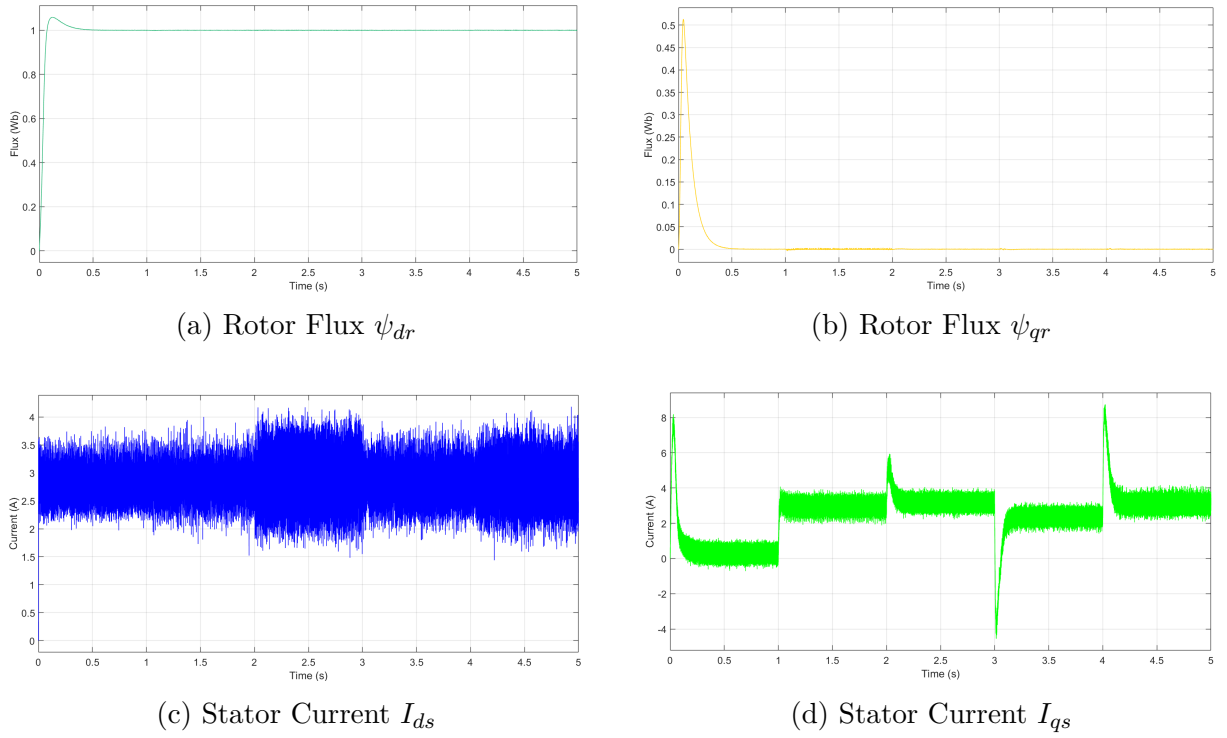 Flux (Wb)
1
0.8
0.6
0.4
0.2
0
0 0.5 1 1.5 2 2.5 3 3.5 4 4.5 5
Time (s)
(a) Rotor Flux ψdr
Flux (Wb)
0.5
0.45
0.4
0.35
0.3
0.25
0.2
0.15
0.1
0.05
0
0 0.5 1 1.5 2 2.5 3 3.5 4 4.5 5
Time (s)
(b) Rotor Flux ψqr
Current (A)
4
3.5
3
2.5
2
1.5
1
0.5
0
0 0.5 1 1.5 2 2.5 3 3.5 4 4.5 5
Time (s)
(c) Stator Current Ids
Current (A)
8
6
4
2
0
-2
-4
0 0.5 1 1.5 2 2.5 3 3.5 4 4.5 5
Time (s)
(d) Stator Current Iqs